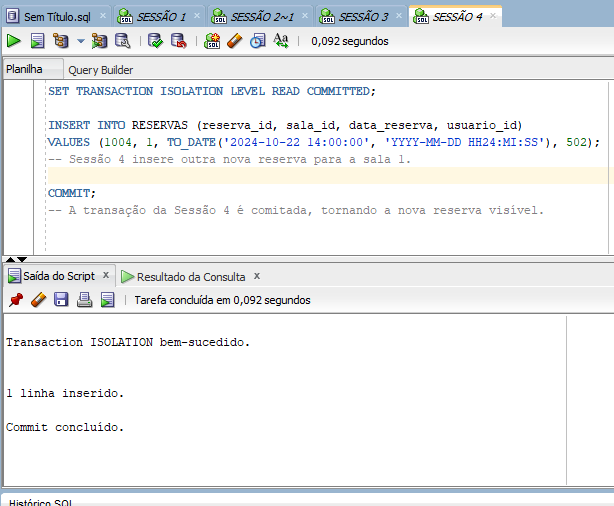 Sem Título.sql SESSÃO 1 SESSÃO 2~1 SESSÃO 3 SESSÃO 4
SQL 0,092 segundos
Planilha Query Builder
SET TRANSACTION ISOLATION LEVEL READ COMMITTED;
INSERT INTO RESERVAS (reserva_id, sala_id, data_reserva, usuario_id)
VALUES (1004, 1, TO_DATE('2024-10-22 14:00:00', 'YYYY-MM-DD HH24:MI:SS'), 502);
-- Sessão 4 insere outra nova reserva para a sala 1.
COMMIT;
-- A transação da Sessão 4 é comitada, tornando a nova reserva visível.
Saída do Script x Resultado da Consulta x
Tarefa concluída em 0,092 segundos
Transaction ISOLATION bem-sucedido.
1 linha inserido.
Commit concluído.
Histórico SQL